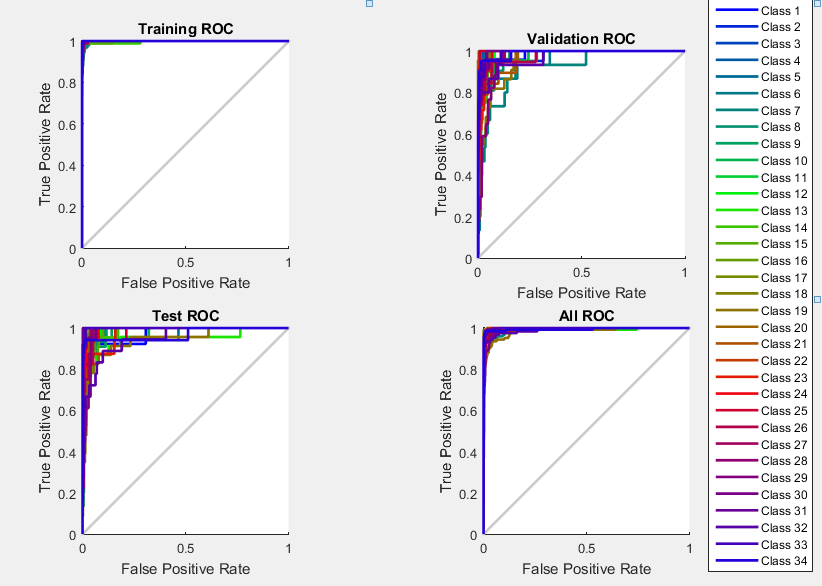 Training ROC
True Positive Rate
1
0.8
0.6
0.4
0.2
0
0
0.5
1
False Positive Rate
Validation ROC
True Positive Rate
1
0.8
0.6
0.4
0.2
0
0
0.5
1
False Positive Rate
Test ROC
True Positive Rate
1
0.8
0.6
0.4
0.2
0
0
0.5
1
False Positive Rate
All ROC
True Positive Rate
1
0.8
0.6
0.4
0.2
0
0
0.5
1
False Positive Rate
Class 1
Class 2
Class 3
Class 4
Class 5
Class 6
Class 7
Class 8
Class 9
Class 10
Class 11
Class 12
Class 13
Class 14
Class 15
Class 16
Class 17
Class 18
Class 19
Class 20
Class 21
Class 22
Class 23
Class 24
Class 25
Class 26
Class 27
Class 28
Class 29
Class 30
Class 31
Class 32
Class 33
Class 34